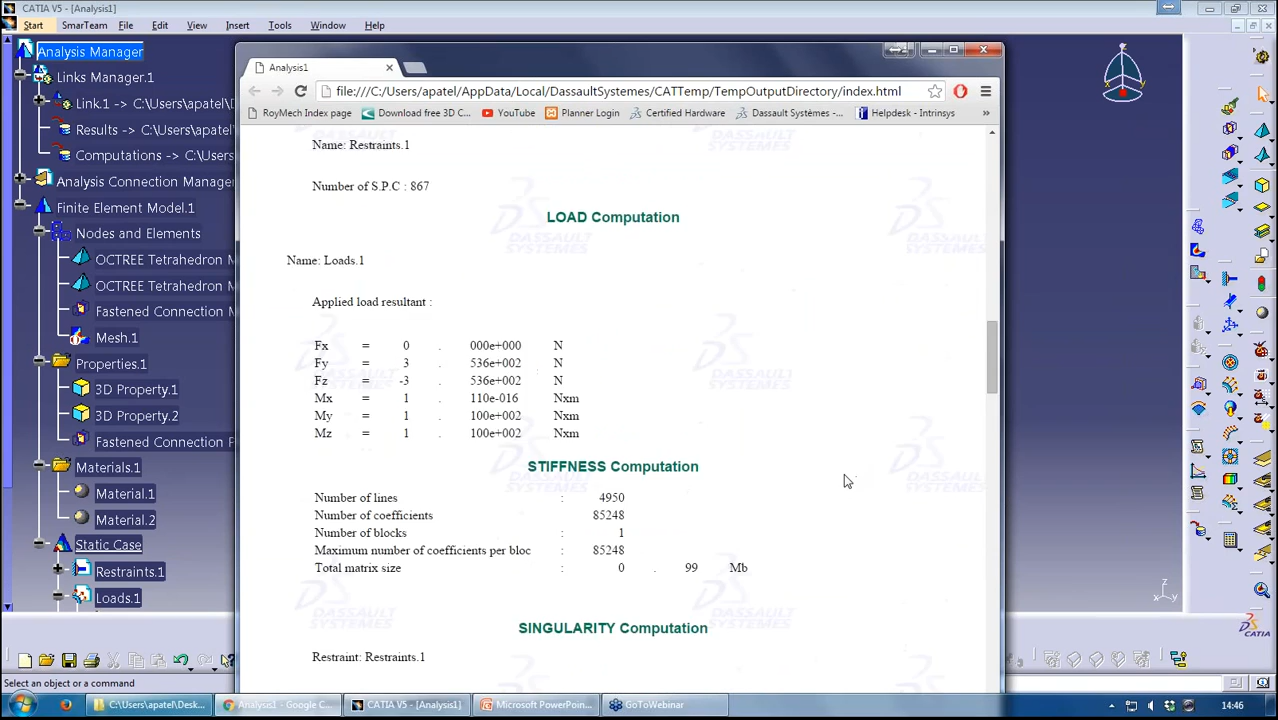 CATIA V5 - [Analysis1]
Start SmarTeam File Edit View Insert Tools Window Help
Analysis Manager
Links Manager.1
Link.1 -> C:\Users\apatel\D
Results -> C:\Users\apatel
Computations -> C:\Users
Analysis Connection Manager
Finite Element Model.1
Nodes and Elements
OCTREE Tetrahedron M
OCTREE Tetrahedron M
Fastened Connection M
Mesh.1
Properties.1
3D Property.1
3D Property.2
Fastened Connection P
Materials.1
Material.1
Material.2
Static Case
Restraints.1
Loads.1
Analysis1
file:///C:/Users/apatel/AppData/Local/DassaultSystemes/CATTemp/TempOutputDirectory/index.html
RoyMech Index page Download free 3D C... YouTube Planner Login Certified Hardware Dassault Systèmes -... Helpdesk - Intrinsys »
Name: Restraints.1
Number of S.P.C : 867
LOAD Computation
Name: Loads.1
Applied load resultant :
Fx = 0 . 000e+000 N
Fy = 3 . 536e+002 N
Fz = -3 . 536e+002 N
Mx = 1 . 110e-016 Nxm
My = 1 . 100e+002 Nxm
Mz = 1 . 100e+002 Nxm
STIFFNESS Computation
Number of lines : 4950
Number of coefficients : 85248
Number of blocks : 1
Maximum number of coefficients per bloc : 85248
Total matrix size : 0 . 99 Mb
SINGULARITY Computation
Restraint: Restraints.1
DASSAULT SYSTEMES
z
x y
CATIA
Select an object or a command
C:\Users\apatel\Desk... Analysis1 - Google C... CATIA V5 - [Analysis1] Microsoft PowerPoin... GoToWebinar 14:46